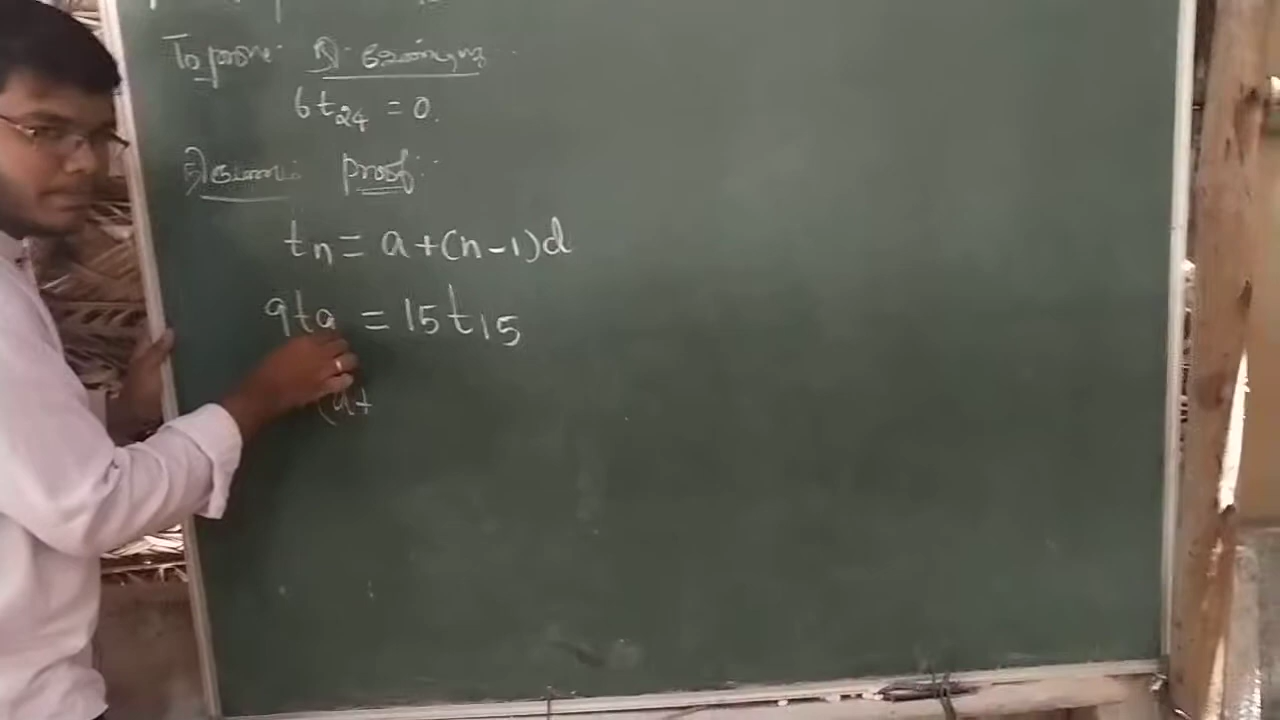 To prove: நிரூபிக்க
6t₂₄ = 0.
proof:
tn = a+(n-1)d
9t9 = 15t15
(a+